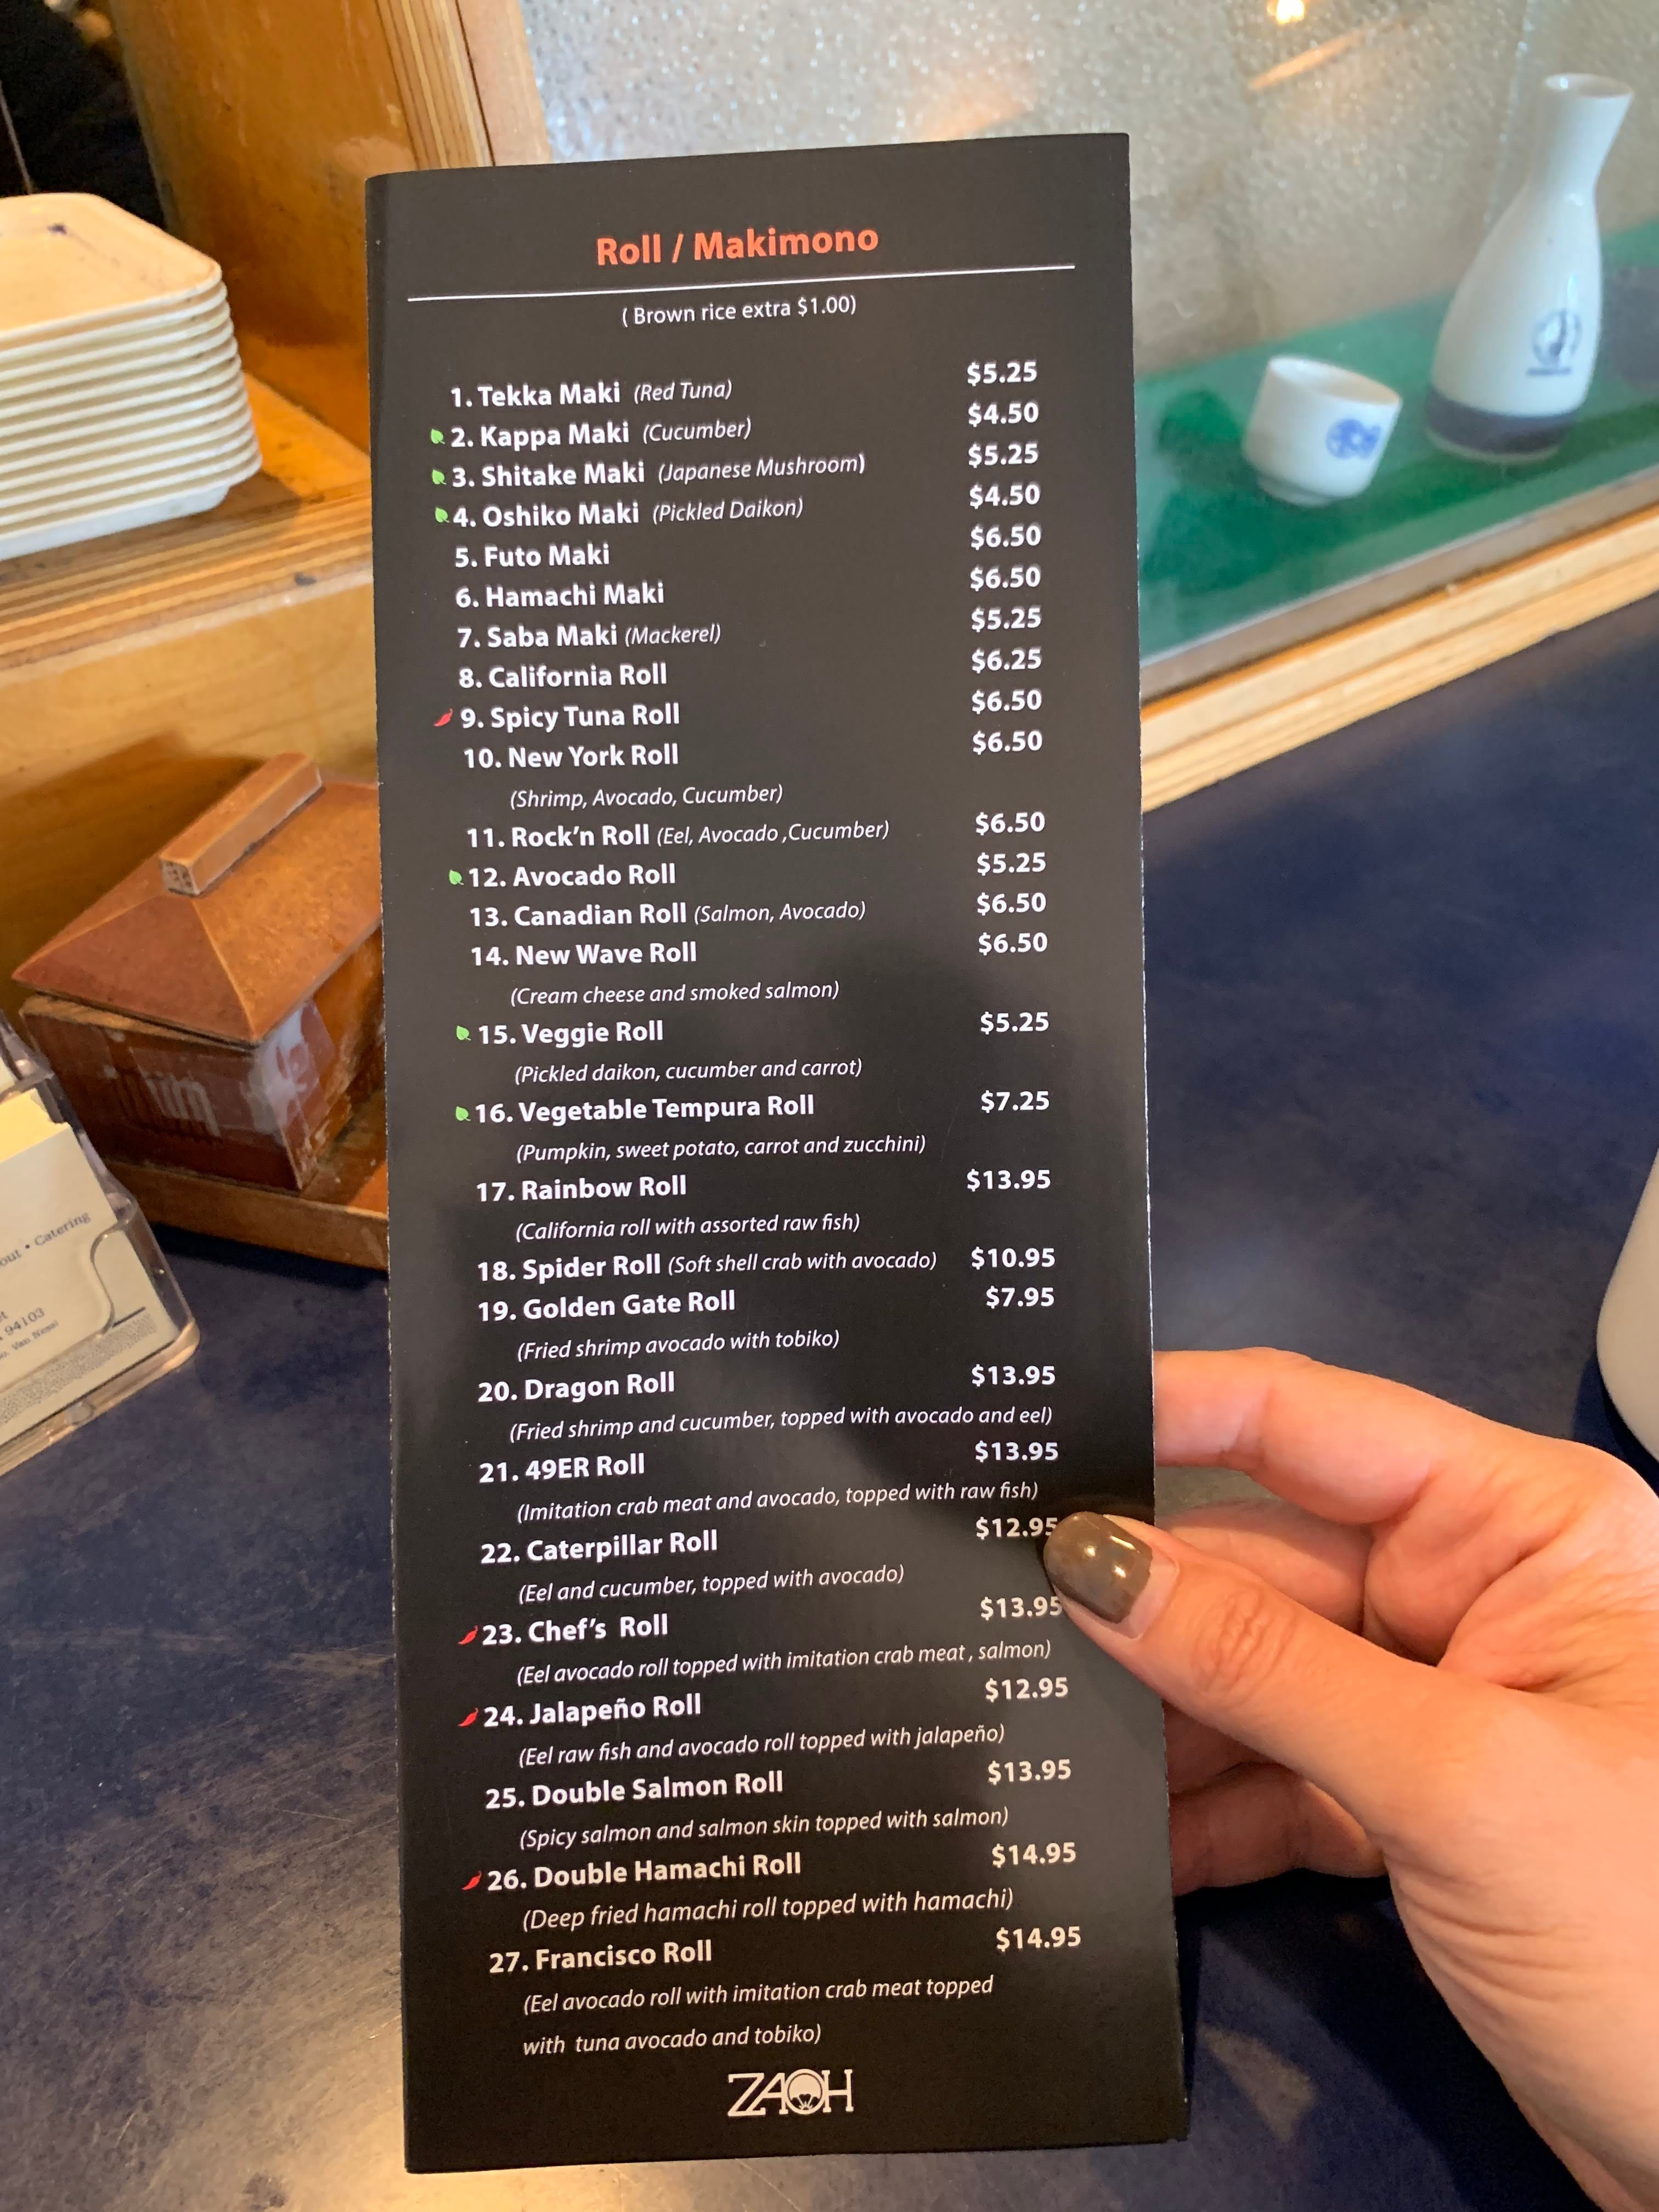 Roll / Makimono
( Brown rice extra $1.00)
1. Tekka Maki (Red Tuna) $5.25
2. Kappa Maki (Cucumber) $4.50
3. Shitake Maki (Japanese Mushroom) $5.25
4. Oshiko Maki (Pickled Daikon) $4.50
5. Futo Maki $6.50
6. Hamachi Maki $6.50
7. Saba Maki (Mackerel) $5.25
8. California Roll $6.25
9. Spicy Tuna Roll $6.50
10. New York Roll $6.50
(Shrimp, Avocado, Cucumber)
11. Rock'n Roll (Eel, Avocado ,Cucumber) $6.50
12. Avocado Roll $5.25
13. Canadian Roll (Salmon, Avocado) $6.50
14. New Wave Roll $6.50
(Cream cheese and smoked salmon)
15. Veggie Roll $5.25
(Pickled daikon, cucumber and carrot)
16. Vegetable Tempura Roll $7.25
(Pumpkin, sweet potato, carrot and zucchini)
17. Rainbow Roll $13.95
(California roll with assorted raw fish)
18. Spider Roll (Soft shell crab with avocado) $10.95
19. Golden Gate Roll $7.95
(Fried shrimp avocado with tobiko)
20. Dragon Roll $13.95
(Fried shrimp and cucumber, topped with avocado and eel)
21. 49ER Roll $13.95
(Imitation crab meat and avocado, topped with raw fish)
22. Caterpillar Roll $12.95
(Eel and cucumber, topped with avocado)
23. Chef's Roll $13.95
(Eel avocado roll topped with imitation crab meat , salmon)
24. Jalapeño Roll $12.95
(Eel raw fish and avocado roll topped with jalapeño)
25. Double Salmon Roll $13.95
(Spicy salmon and salmon skin topped with salmon)
26. Double Hamachi Roll $14.95
(Deep fried hamachi roll topped with hamachi)
27. Francisco Roll $14.95
(Eel avocado roll with imitation crab meat topped
with tuna avocado and tobiko)
ZAOH
out • Catering
94103
Van Ness